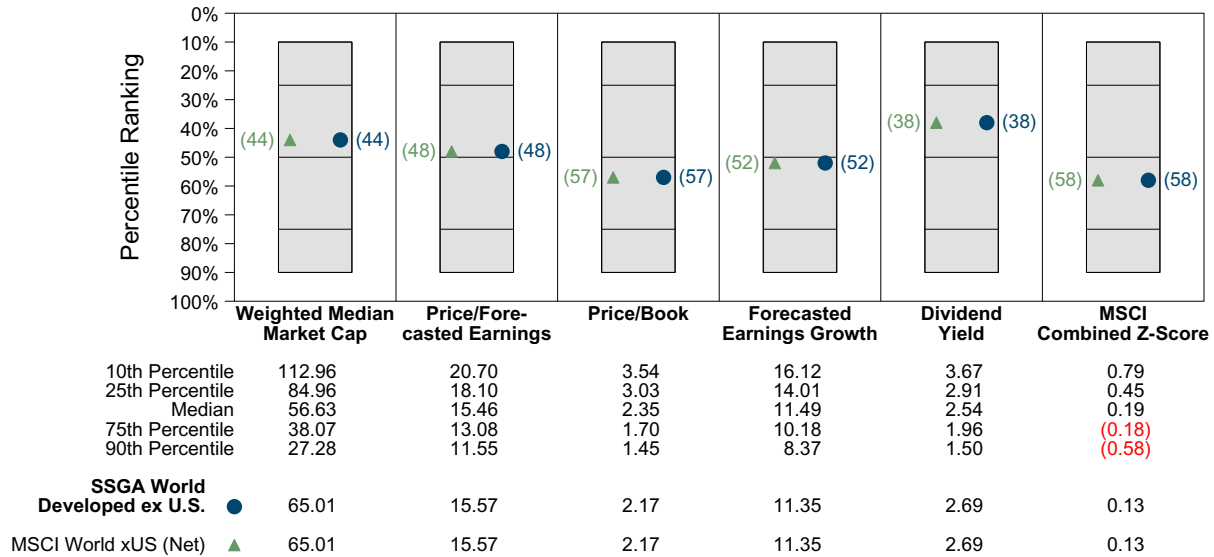 Percentile Ranking
0%
10%
20%
30%
40%
50%
60%
70%
80%
90%
100%
(44) (44)
(48) (48)
(57) (57)
(52) (52)
(38) (38)
(58) (58)
Weighted Median
Market Cap
Price/Fore-
casted Earnings
Price/Book
Forecasted
Earnings Growth
Dividend
Yield
MSCI
Combined Z-Score
10th Percentile 112.96 20.70 3.54 16.12 3.67 0.79
25th Percentile 84.96 18.10 3.03 14.01 2.91 0.45
Median 56.63 15.46 2.35 11.49 2.54 0.19
75th Percentile 38.07 13.08 1.70 10.18 1.96 (0.18)
90th Percentile 27.28 11.55 1.45 8.37 1.50 (0.58)
SSGA World
Developed ex U.S. 65.01 15.57 2.17 11.35 2.69 0.13
MSCI World xUS (Net) 65.01 15.57 2.17 11.35 2.69 0.13